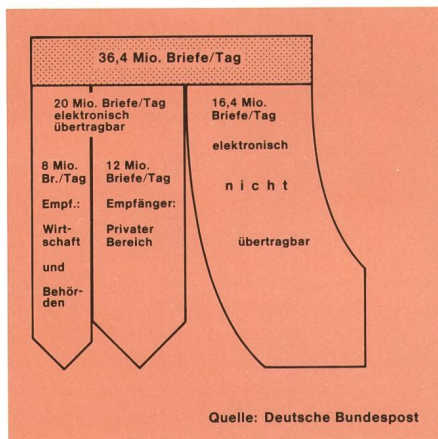 36,4 Mio. Briefe/Tag
20 Mio. Briefe/Tag
elektronisch
übertragbar
8 Mio.
Br./Tag
Empf.:
Wirt-
schaft
und
Behör-
den
12 Mio.
Briefe/Tag
Empfänger:
Privater
Bereich
16,4 Mio.
Briefe/Tag
elektronisch
nicht
übertragbar
Quelle: Deutsche Bundespost